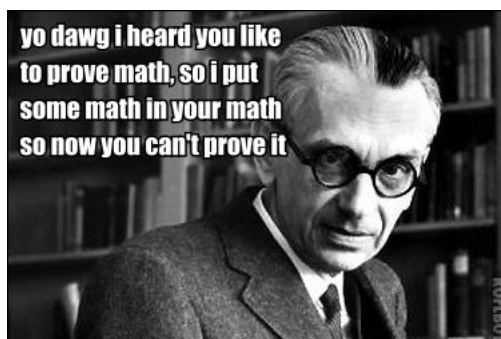 yo dawg i heard you like
to prove math, so i put
some math in your math
so now you can't prove it